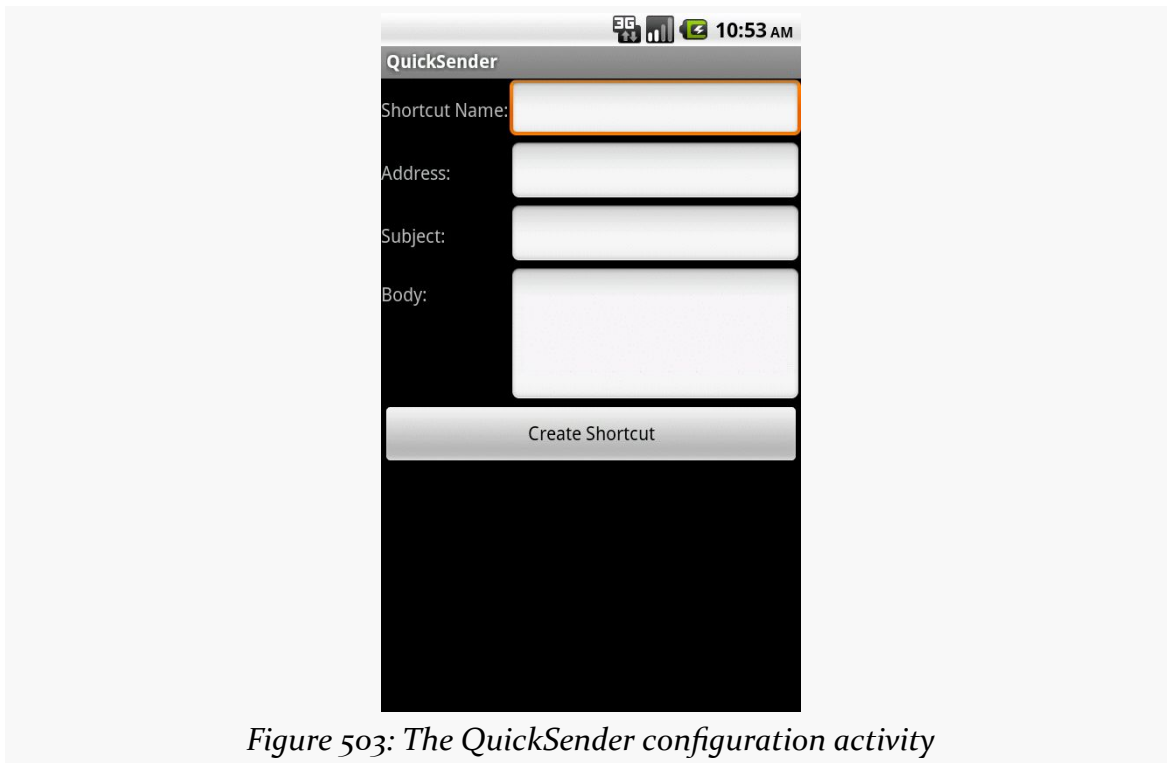 3G 10:53 AM
QuickSender
Shortcut Name:
Address:
Subject:
Body:
Create Shortcut
Figure 503: The QuickSender configuration activity